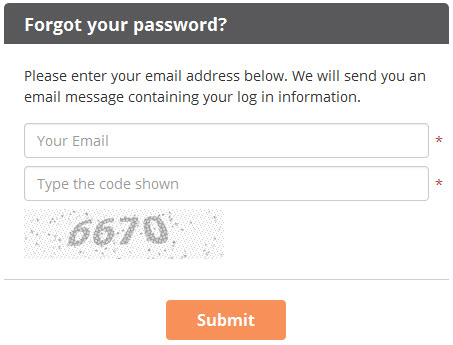 Forgot your password?
Please enter your email address below. We will send you an
email message containing your log in information.
Your Email *
Type the code shown *
6670
Submit